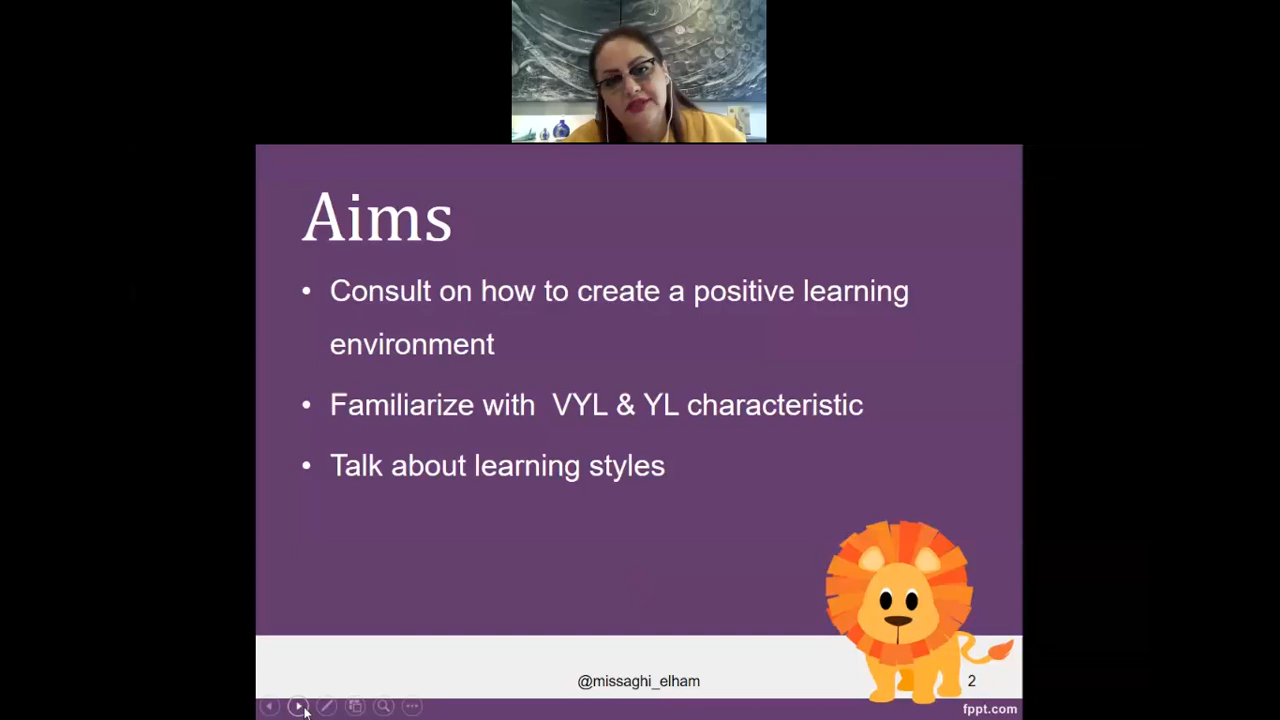 Aims
• Consult on how to create a positive learning
environment
• Familiarize with VYL & YL characteristic
• Talk about learning styles
@missaghi_elham
2
fppt.com